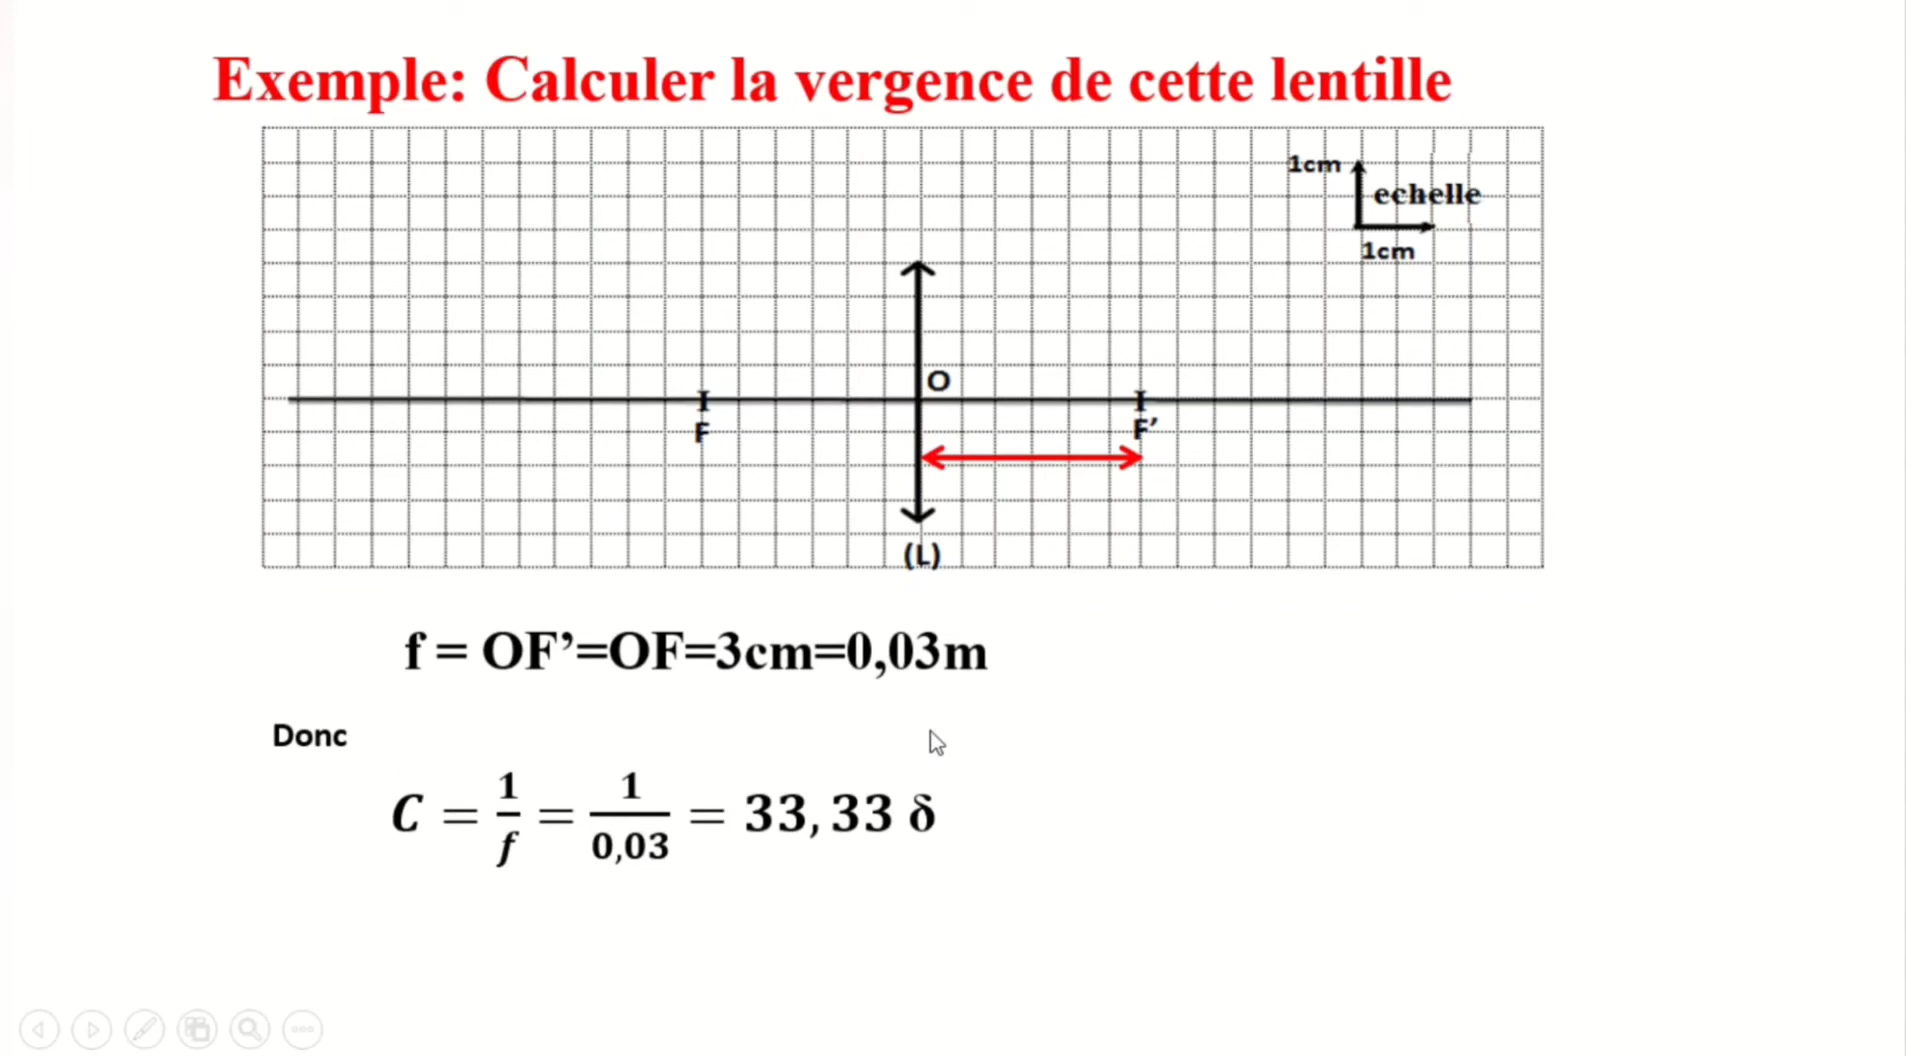 Exemple: Calculer la vergence de cette lentille
1cm
echelle
1cm
O
F
F’
(L)
f = OF’=OF=3cm=0,03m
Donc
C = 1/f = 1/0,03 = 33, 33 δ